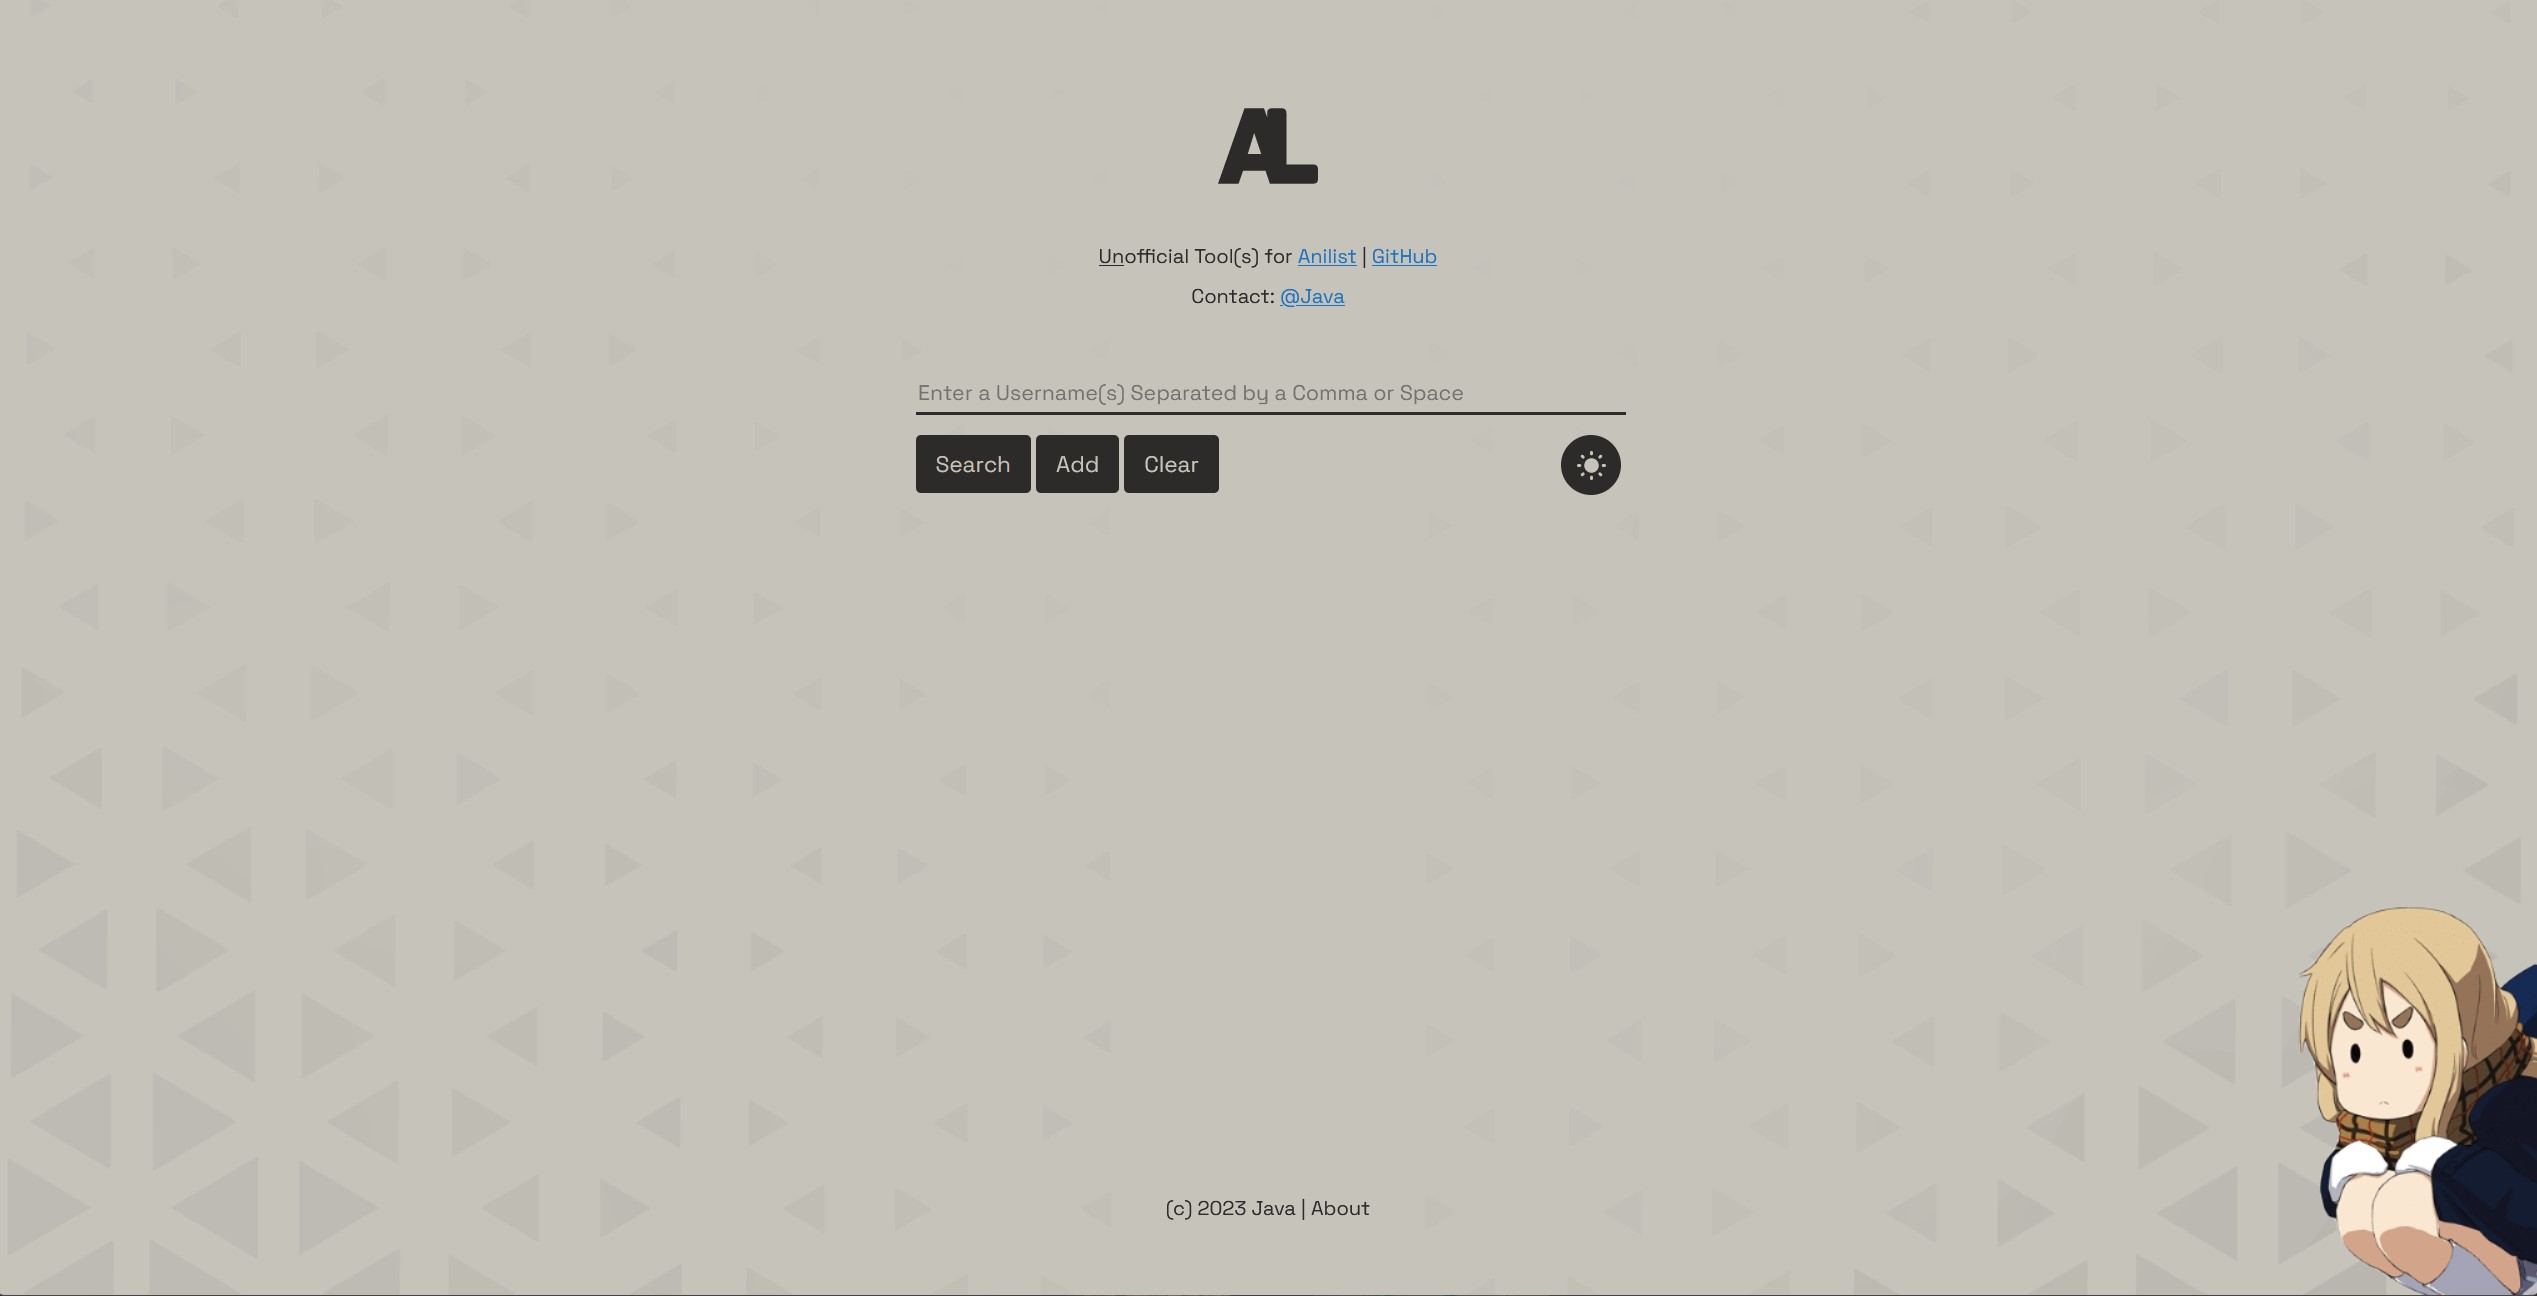 AL
Unofficial Tool(s) for Anilist | GitHub
Contact: @Java
Enter a Username(s) Separated by a Comma or Space
Search Add Clear
(c) 2023 Java | About